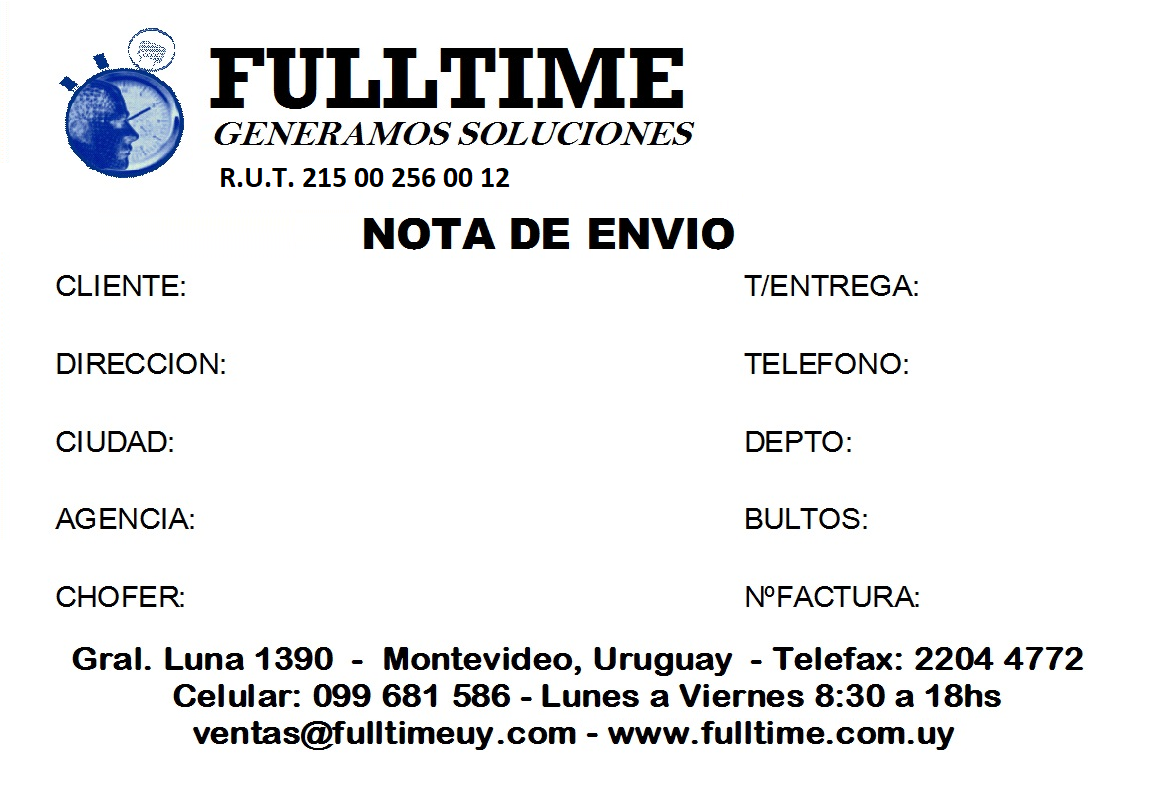 FULLTIME
GENERAMOS SOLUCIONES
R.U.T. 215 00 256 00 12
NOTA DE ENVIO
CLIENTE: T/ENTREGA:
DIRECCION: TELEFONO:
CIUDAD: DEPTO:
AGENCIA: BULTOS:
CHOFER: NºFACTURA:
Gral. Luna 1390 - Montevideo, Uruguay - Telefax: 2204 4772
Celular: 099 681 586 - Lunes a Viernes 8:30 a 18hs
ventas@fulltimeuy.com - www.fulltime.com.uy